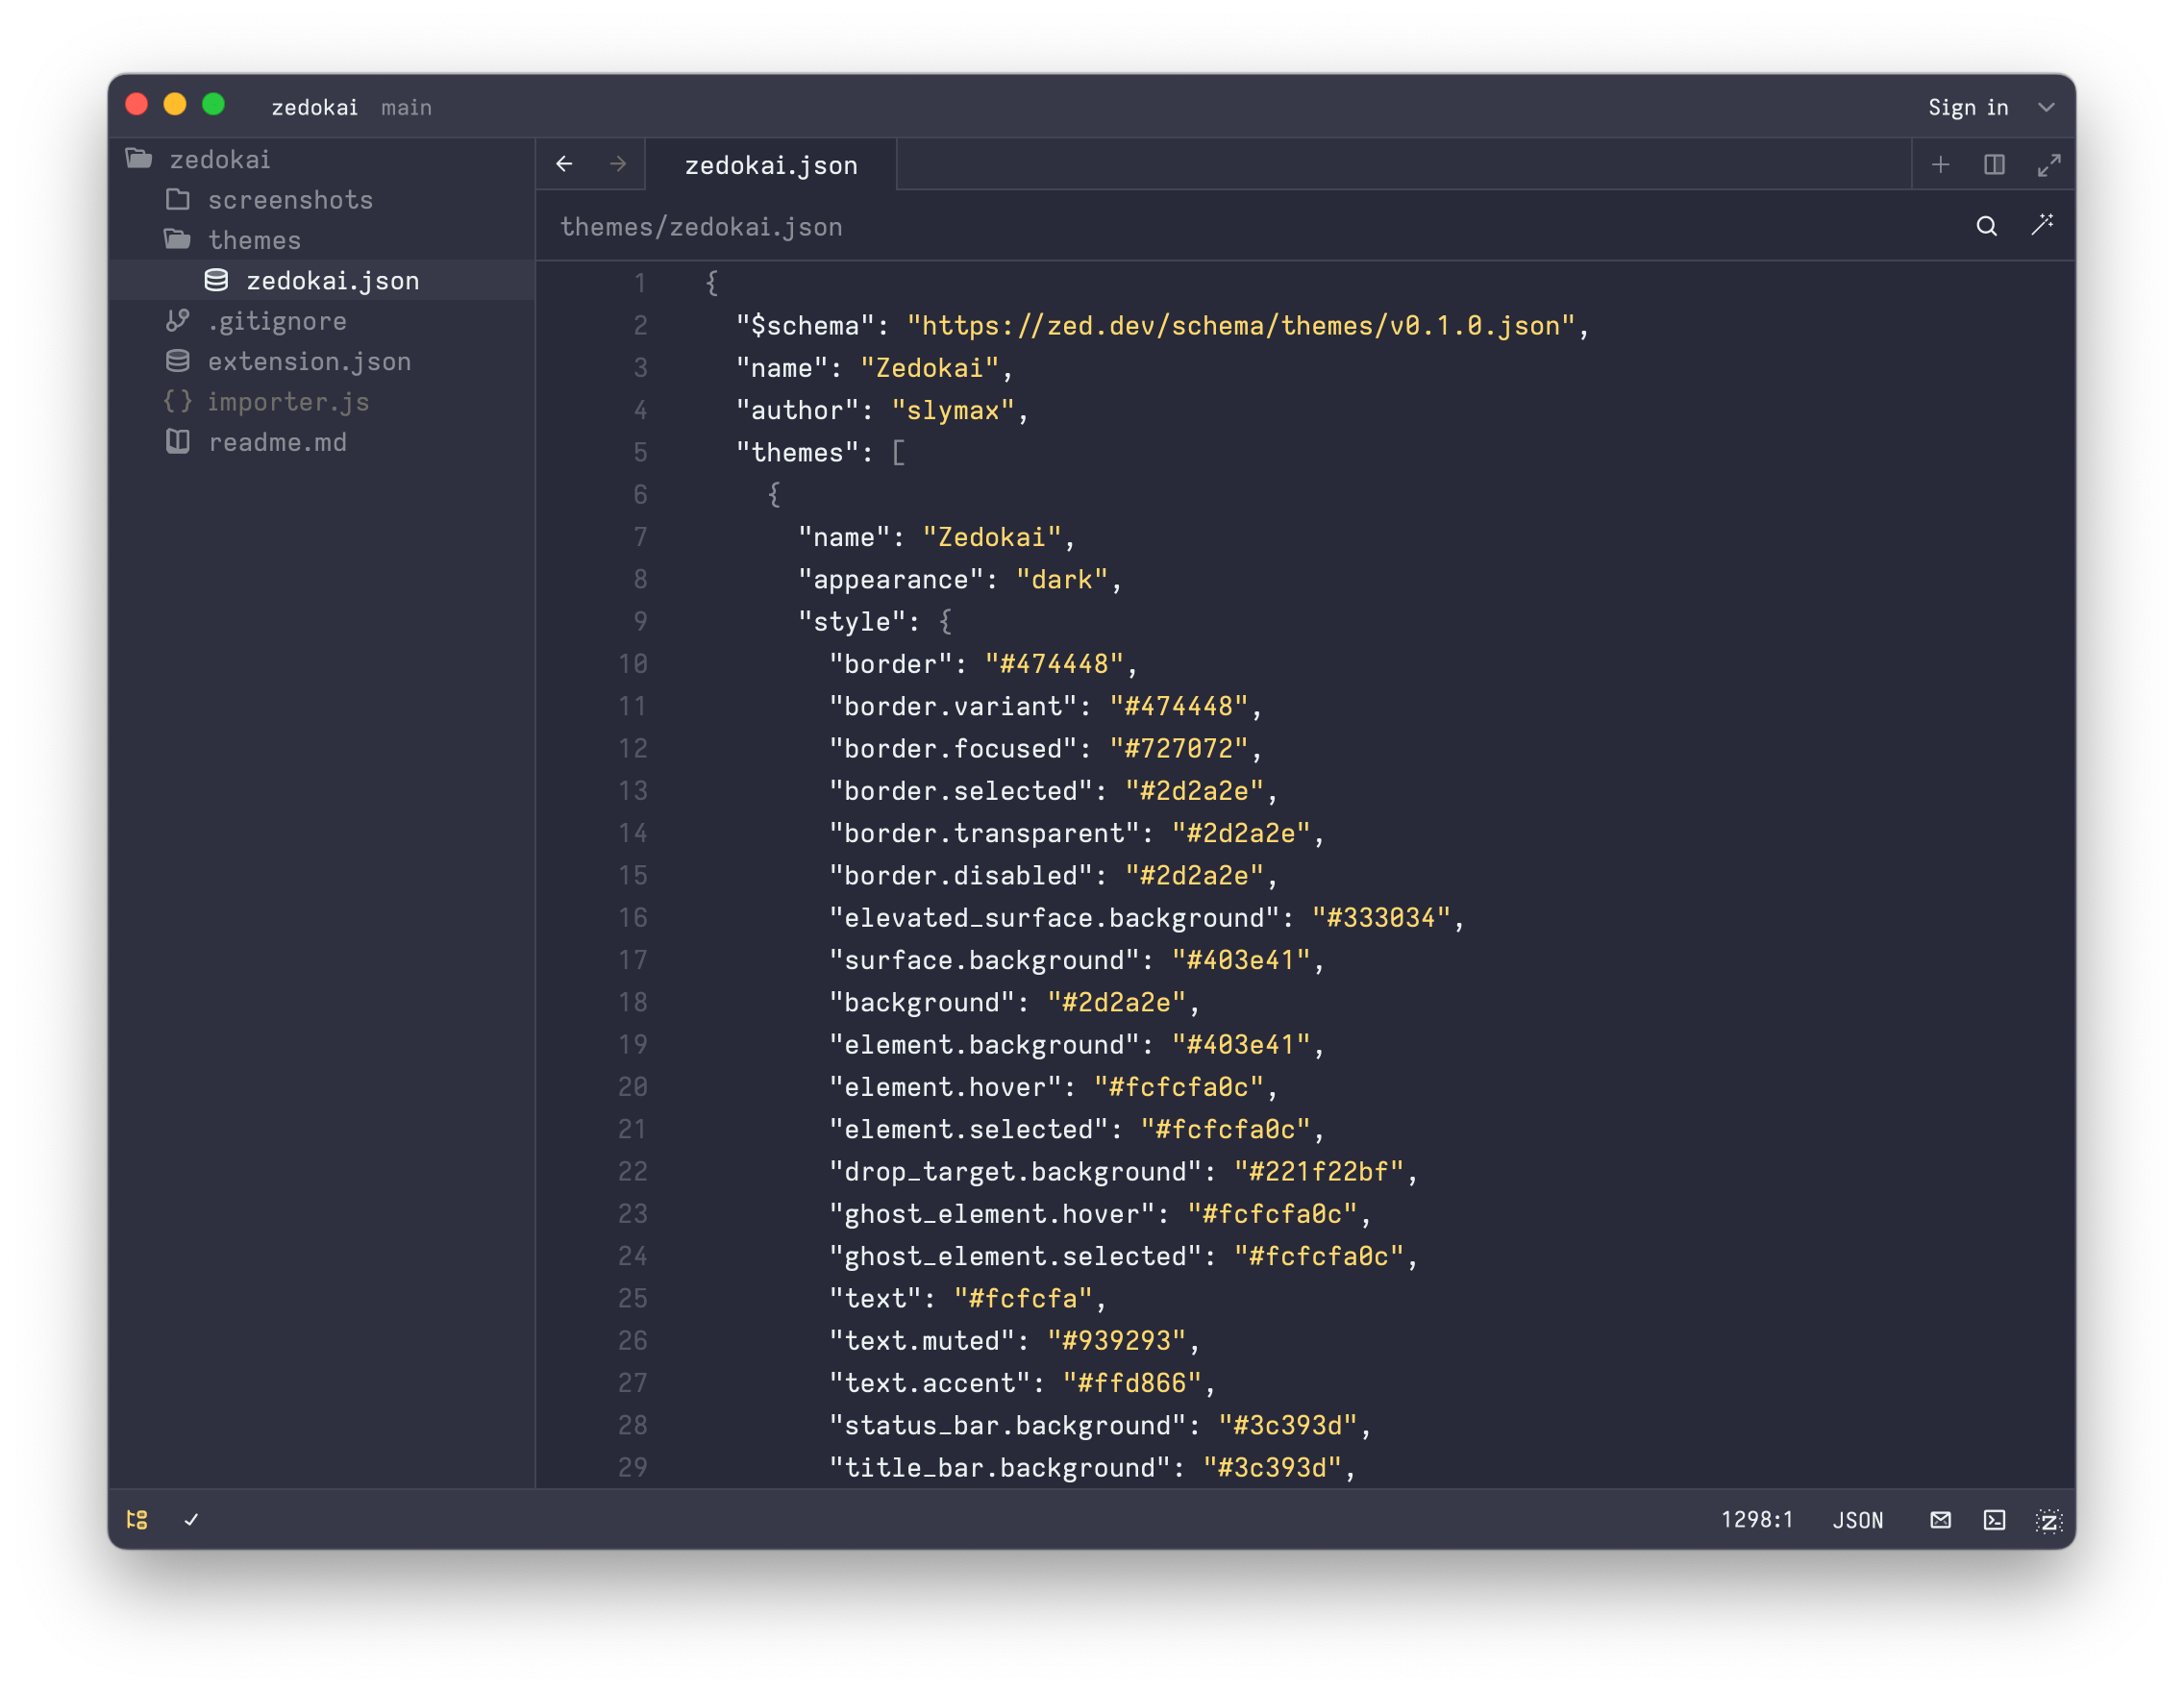 zedokai main
Sign in
zedokai
screenshots
themes
zedokai.json
.gitignore
extension.json
importer.js
readme.md
zedokai.json
themes/zedokai.json
1 {
2 "$schema": "https://zed.dev/schema/themes/v0.1.0.json",
3 "name": "Zedokai",
4 "author": "slymax",
5 "themes": [
6 {
7 "name": "Zedokai",
8 "appearance": "dark",
9 "style": {
10 "border": "#474448",
11 "border.variant": "#474448",
12 "border.focused": "#727072",
13 "border.selected": "#2d2a2e",
14 "border.transparent": "#2d2a2e",
15 "border.disabled": "#2d2a2e",
16 "elevated_surface.background": "#333034",
17 "surface.background": "#403e41",
18 "background": "#2d2a2e",
19 "element.background": "#403e41",
20 "element.hover": "#fcfcfa0c",
21 "element.selected": "#fcfcfa0c",
22 "drop_target.background": "#221f22bf",
23 "ghost_element.hover": "#fcfcfa0c",
24 "ghost_element.selected": "#fcfcfa0c",
25 "text": "#fcfcfa",
26 "text.muted": "#939293",
27 "text.accent": "#ffd866",
28 "status_bar.background": "#3c393d",
29 "title_bar.background": "#3c393d",
1298:1 JSON